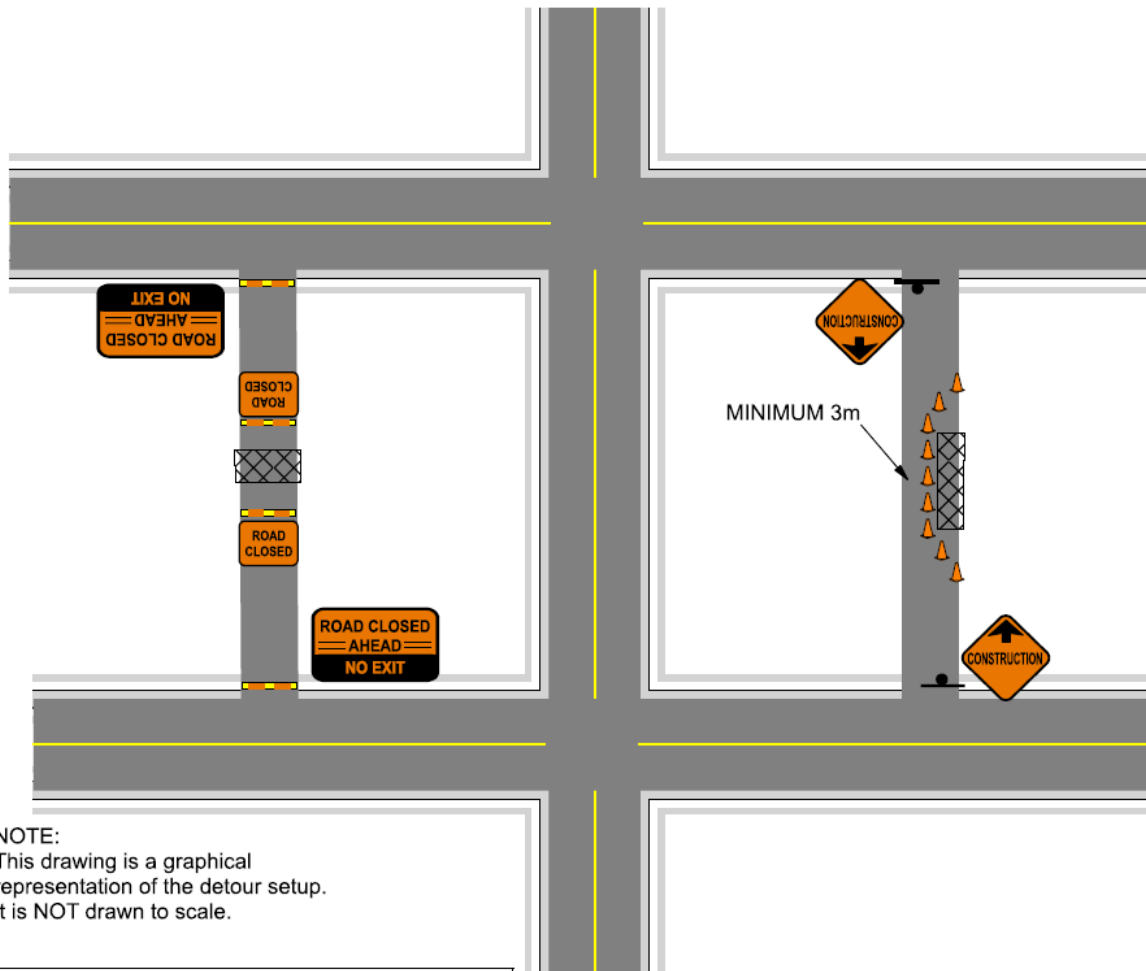 ROAD CLOSED
AHEAD
NO EXIT
CONSTRUCTION
ROAD
CLOSED
MINIMUM 3m
ROAD
CLOSED
ROAD CLOSED
AHEAD
NO EXIT
CONSTRUCTION
NOTE:
This drawing is a graphical
representation of the detour setup.
t is NOT drawn to scale.